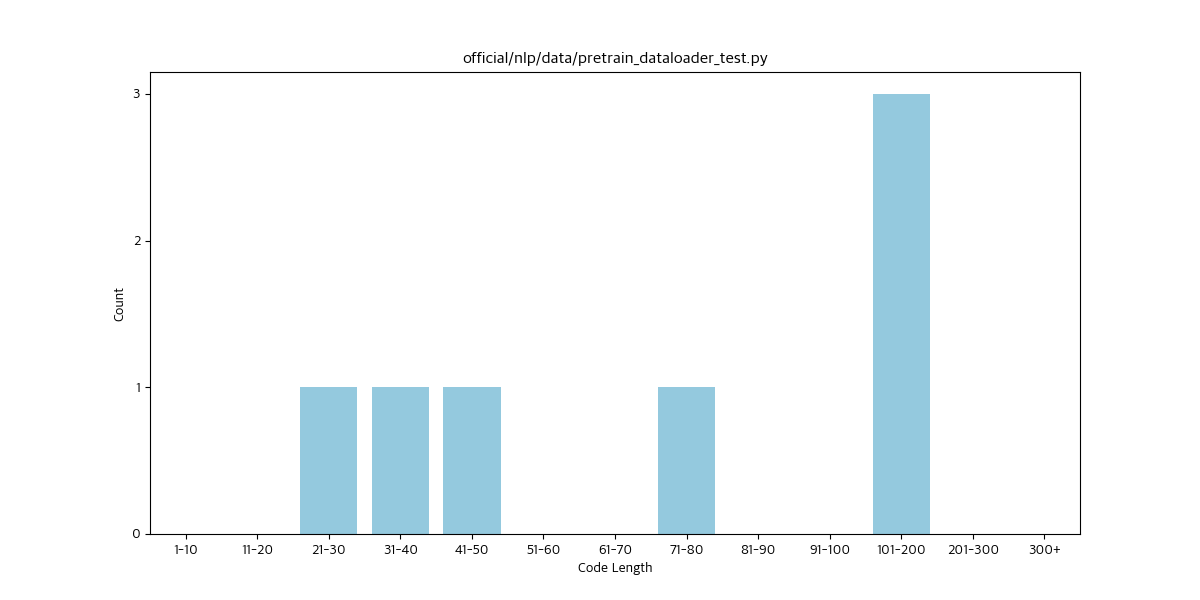 official/nlp/data/pretrain_dataloader_test.py
3
2
1
0
Count
1-10 11-20 21-30 31-40 41-50 51-60 61-70 71-80 81-90 91-100 101-200 201-300 300+
Code Length